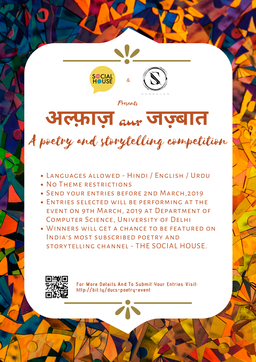 SOCIAL
HOUSE
&
S
Presents
अल्फ़ाज़ aur जज़्बात
A poetry and storytelling competition
Languages allowed - Hindi / English / Urdu
No Theme restrictions
Send your entries before 2nd March,2019
Entries selected will be performing at the
event on 9th March, 2019 at Department of
Computer Science, University of Delhi
Winners will get a chance to be featured on
India's most subscribed poetry and
storytelling channel - THE SOCIAL HOUSE.
For More Details And To Submit Your Entries Visit:
http://bit.ly/ducs-poetry-event